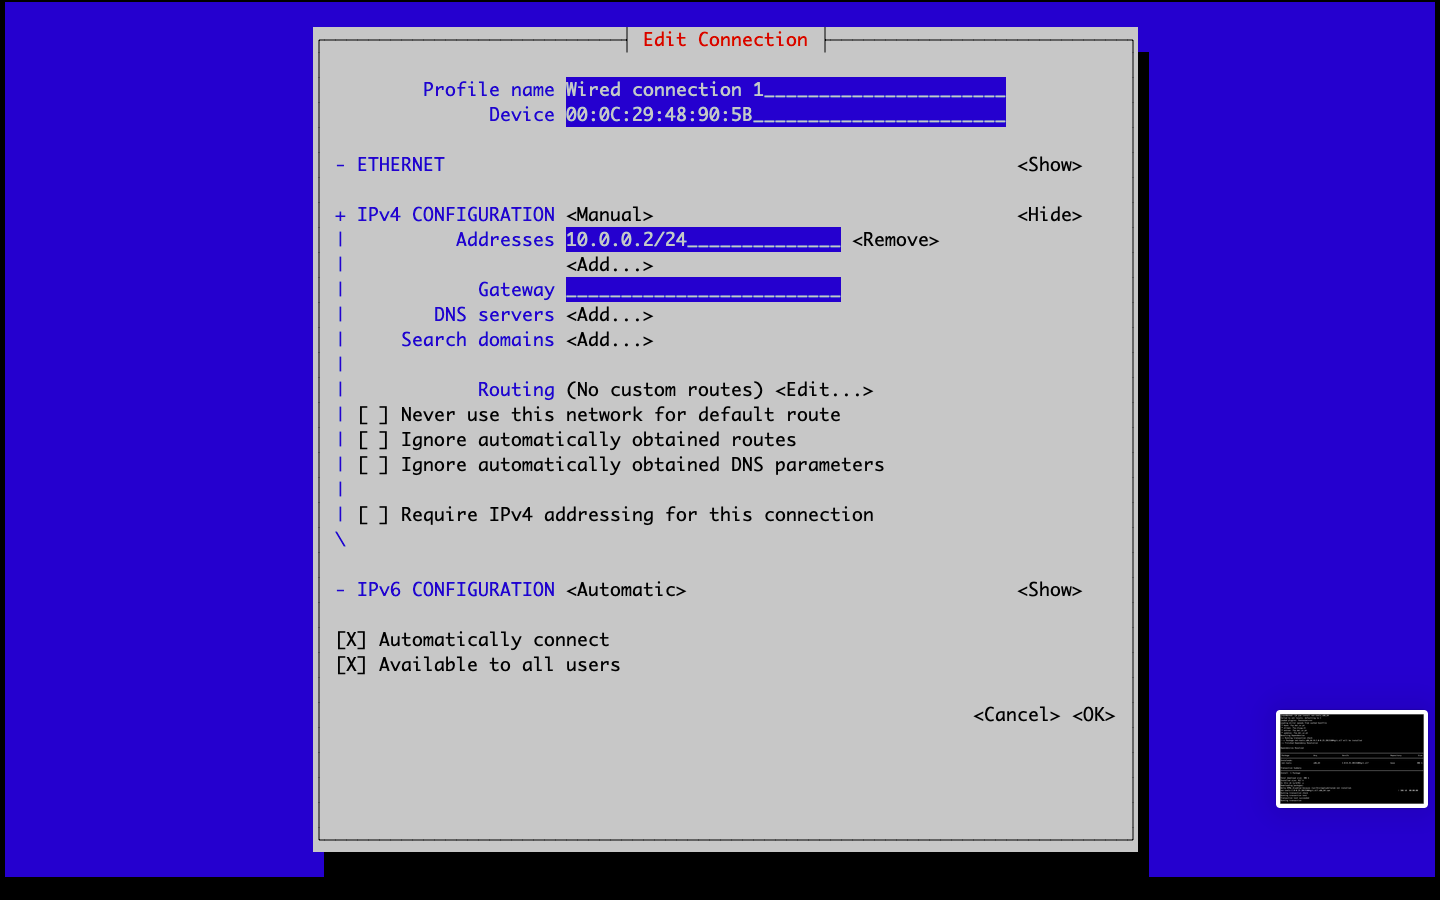 Edit Connection
Profile name Wired connection 1______________________
Device 00:0C:29:48:90:5B_______________________
- ETHERNET <Show>
+ IPv4 CONFIGURATION <Manual> <Hide>
| Addresses 10.0.0.2/24______________ <Remove>
| <Add...>
| Gateway _________________________
| DNS servers <Add...>
| Search domains <Add...>
|
| Routing (No custom routes) <Edit...>
| [ ] Never use this network for default route
| [ ] Ignore automatically obtained routes
| [ ] Ignore automatically obtained DNS parameters
|
| [ ] Require IPv4 addressing for this connection
\
- IPv6 CONFIGURATION <Automatic> <Show>
[X] Automatically connect
[X] Available to all users
<Cancel> <OK>